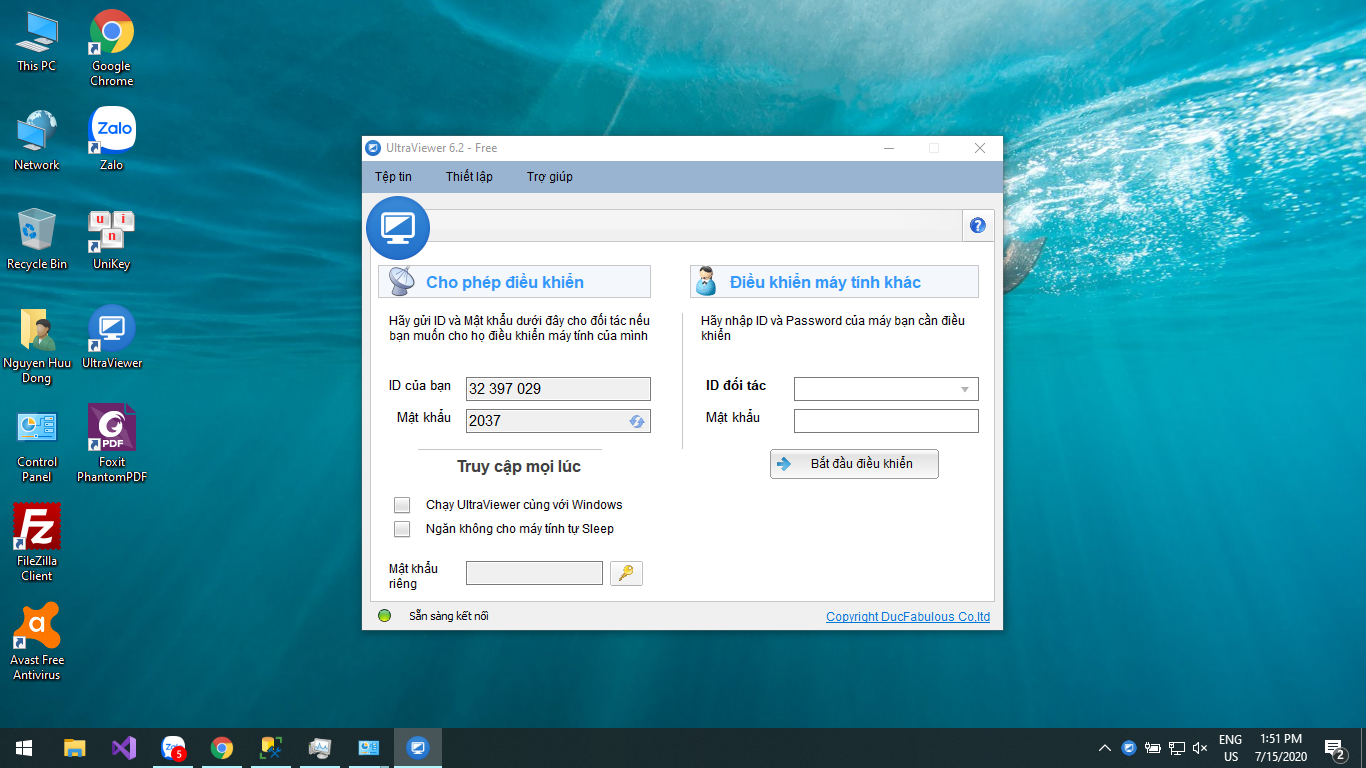 This PC
Google
Chrome
Network
Zalo
Zalo
Recycle Bin
u i
n
UniKey
Nguyen Huu
Dong
UltraViewer
Control
Panel
PDF
Foxit
PhantomPDF
Fz
FileZilla
Client
a
Avast Free
Antivirus
UltraViewer 6.2 - Free
Tệp tin Thiết lập Trợ giúp
?
Cho phép điều khiển
Hãy gửi ID và Mật khẩu dưới đây cho đối tác nếu
bạn muốn cho họ điều khiển máy tính của mình
ID của bạn 32 397 029
Mật khẩu 2037
Truy cập mọi lúc
Chạy UltraViewer cùng với Windows
Ngăn không cho máy tính tự Sleep
Mật khẩu
riêng
Điều khiển máy tính khác
Hãy nhập ID và Password của máy bạn cần điều
khiển
ID đối tác
Mật khẩu
Bắt đầu điều khiển
Sẵn sàng kết nối
Copyright DucFabulous Co,ltd
5
ENG
US
1:51 PM
7/15/2020
2